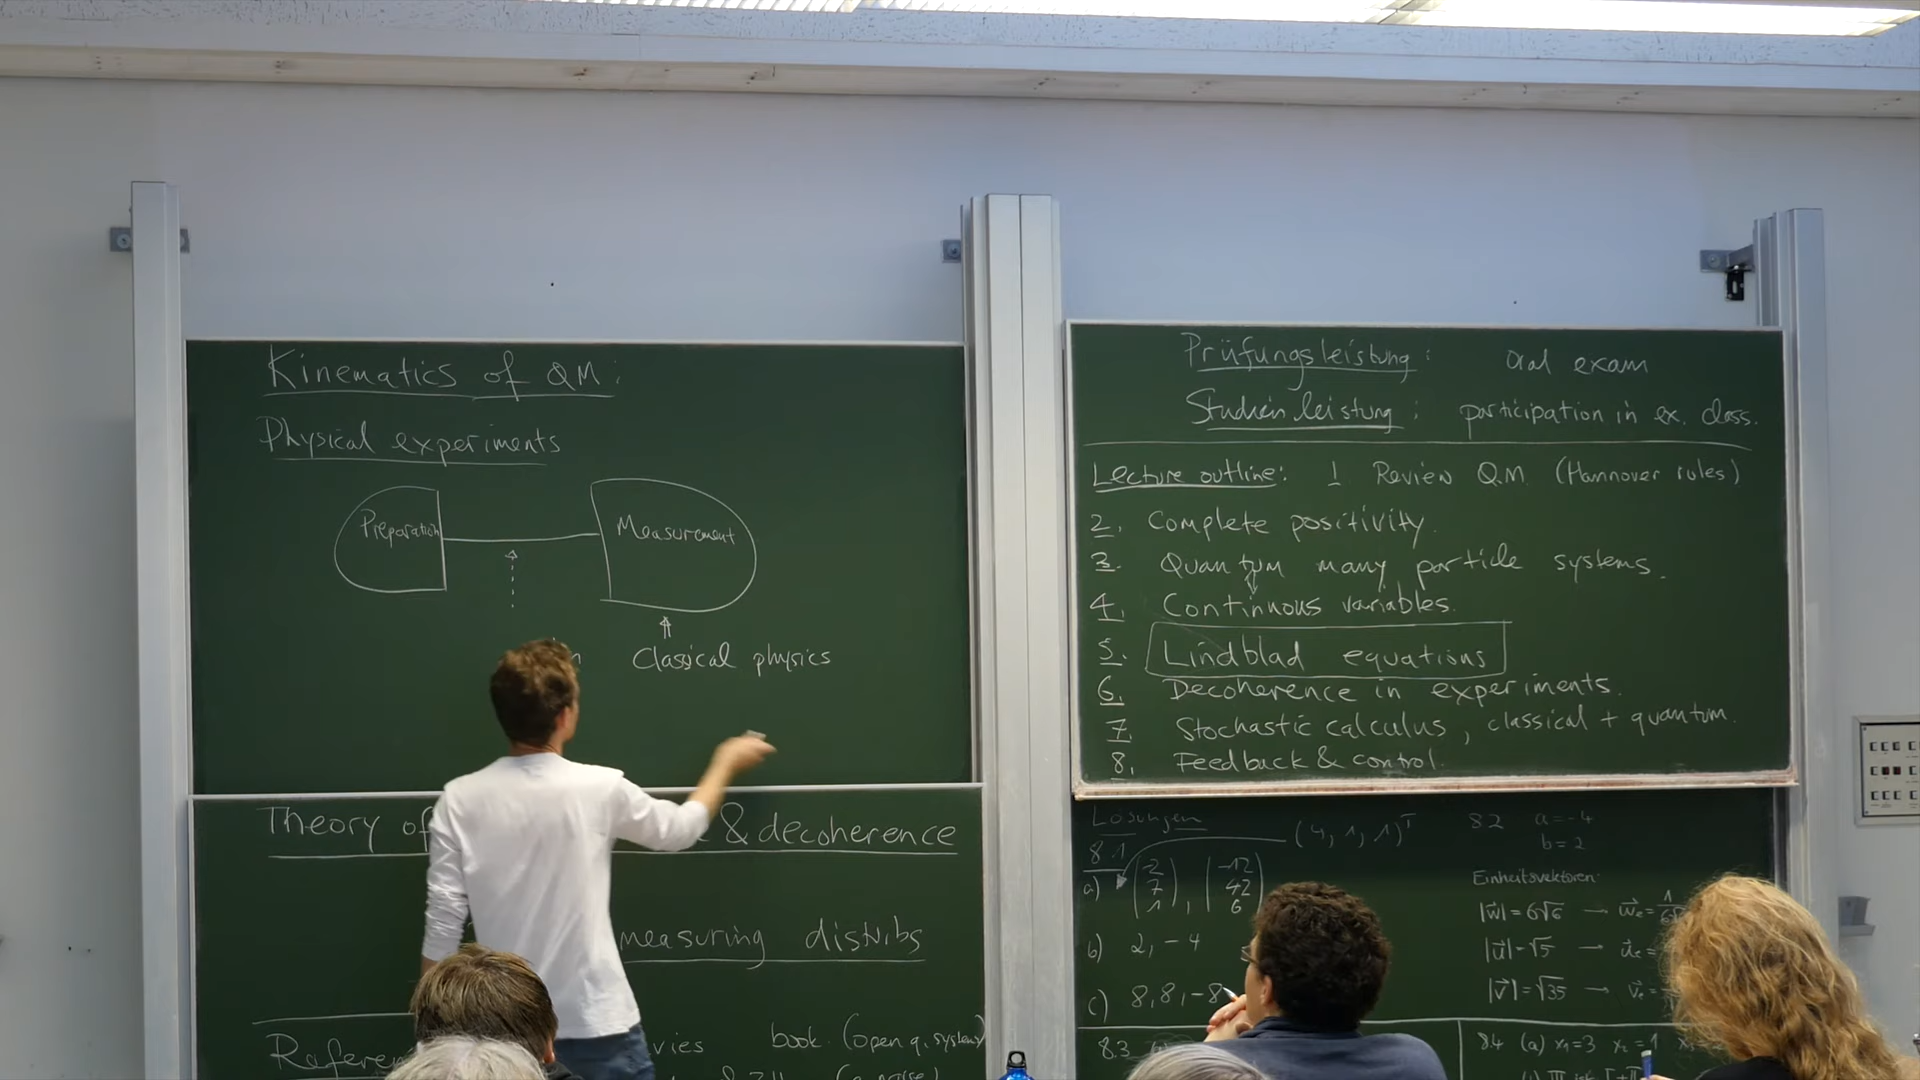 Kinematics of QM:
Physical experiments
Preparation
Measurement
Classical physics
Theory of
& decoherence
measuring distribs
book. (open q. systems)
Prüfungsleistung: oral exam
Studienleistung: participation in ex. class.
Lecture outline: 1 Review QM (Hannover rules)
2. Complete positivity.
3. Quantum many particle systems.
4. Continuous variables.
5. Lindblad equations
6. Decoherence in experiments.
7. Stochastic calculus, classical + quantum.
8. Feedback & control.
Lösungen
(4, 1, 1)ᵀ
8.1
a) (-2 7 1), (-12 42 6)
b) 2, -4
c) 8, 8, -8
8.2 a = -4
b = 2
Einheitsvektoren:
|w⃗| = 6√6 → w⃗ₑ = 1
|u⃗| = √5 → u⃗ₑ =
|v⃗| = √35 → v⃗ₑ =
8.3
8.4 (a) x₁=3 x₂=1